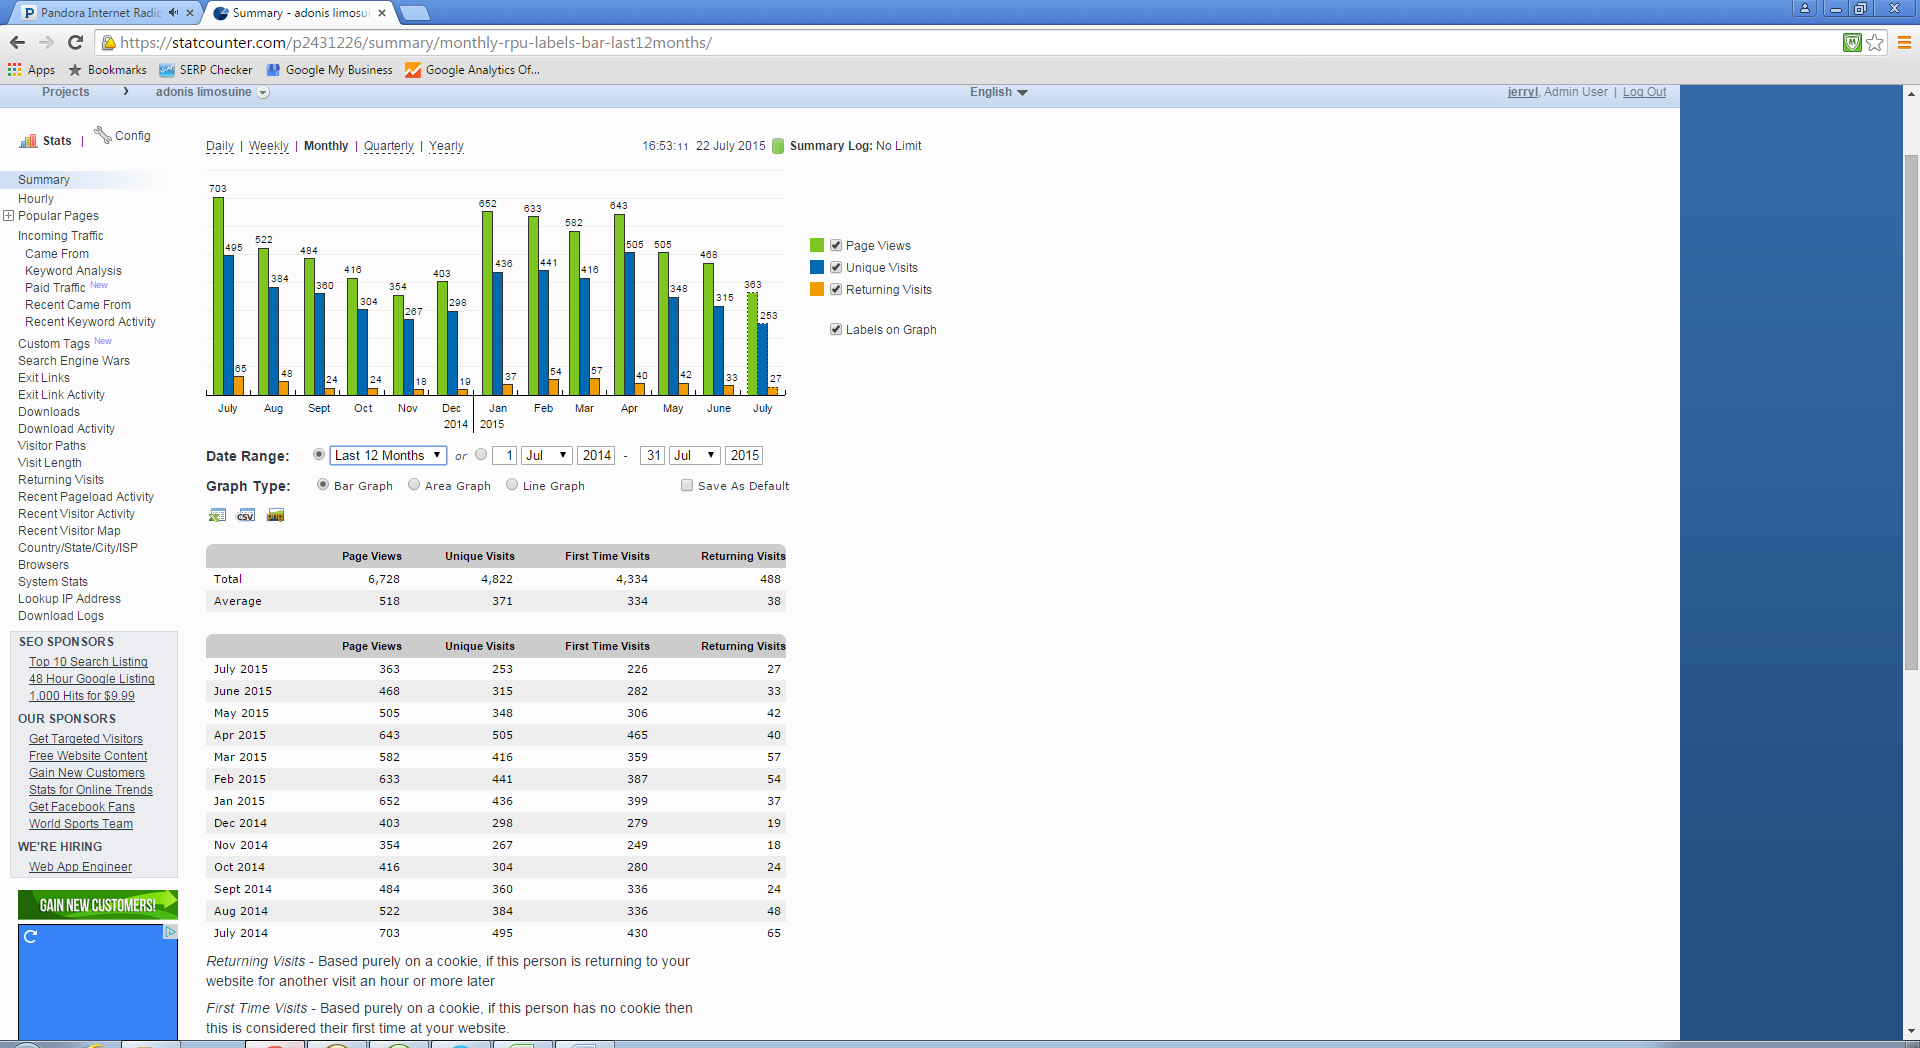 Pandora Internet Radio
Summary - adonis limosui
https://statcounter.com/p2431226/summary/monthly-rpu-labels-bar-last12months/
Apps Bookmarks SERP Checker Google My Business Google Analytics Of...
Projects › adonis limosuine English jerryl, Admin User | Log Out
Stats | Config
Daily | Weekly | Monthly | Quarterly | Yearly 16:53:11 22 July 2015 Summary Log: No Limit
Summary
Hourly
Popular Pages
Incoming Traffic
Came From
Keyword Analysis
Paid Traffic New
Recent Came From
Recent Keyword Activity
Custom Tags New
Search Engine Wars
Exit Links
Exit Link Activity
Downloads
Download Activity
Visitor Paths
Visit Length
Returning Visits
Recent Pageload Activity
Recent Visitor Activity
Recent Visitor Map
Country/State/City/ISP
Browsers
System Stats
Lookup IP Address
Download Logs
SEO SPONSORS
Top 10 Search Listing
48 Hour Google Listing
1,000 Hits for $9.99
OUR SPONSORS
Get Targeted Visitors
Free Website Content
Gain New Customers
Stats for Online Trends
Get Facebook Fans
World Sports Team
WE'RE HIRING
Web App Engineer
GAIN NEW CUSTOMERS!
703 495 65
522 384 48
484 360 24
416 304 24
354 267 18
403 298 19
652 436 37
633 441 54
582 416 57
643 505 40
505 348 42
468 315 33
363 253 27
July Aug Sept Oct Nov Dec Jan Feb Mar Apr May June July
2014 2015
Page Views
Unique Visits
Returning Visits
Labels on Graph
Date Range: Last 12 Months or 1 Jul 2014 - 31 Jul 2015
Graph Type: Bar Graph Area Graph Line Graph Save As Default
CSV png
Page Views Unique Visits First Time Visits Returning Visits
Total 6,728 4,822 4,334 488
Average 518 371 334 38
Page Views Unique Visits First Time Visits Returning Visits
July 2015 363 253 226 27
June 2015 468 315 282 33
May 2015 505 348 306 42
Apr 2015 643 505 465 40
Mar 2015 582 416 359 57
Feb 2015 633 441 387 54
Jan 2015 652 436 399 37
Dec 2014 403 298 279 19
Nov 2014 354 267 249 18
Oct 2014 416 304 280 24
Sept 2014 484 360 336 24
Aug 2014 522 384 336 48
July 2014 703 495 430 65
Returning Visits - Based purely on a cookie, if this person is returning to your
website for another visit an hour or more later
First Time Visits - Based purely on a cookie, if this person has no cookie then
this is considered their first time at your website.